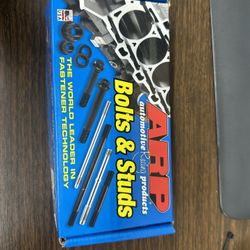 ARP
automotive Racing products
Bolts & Studs
THE WORLD LEADER IN
FASTENER TECHNOLOGY